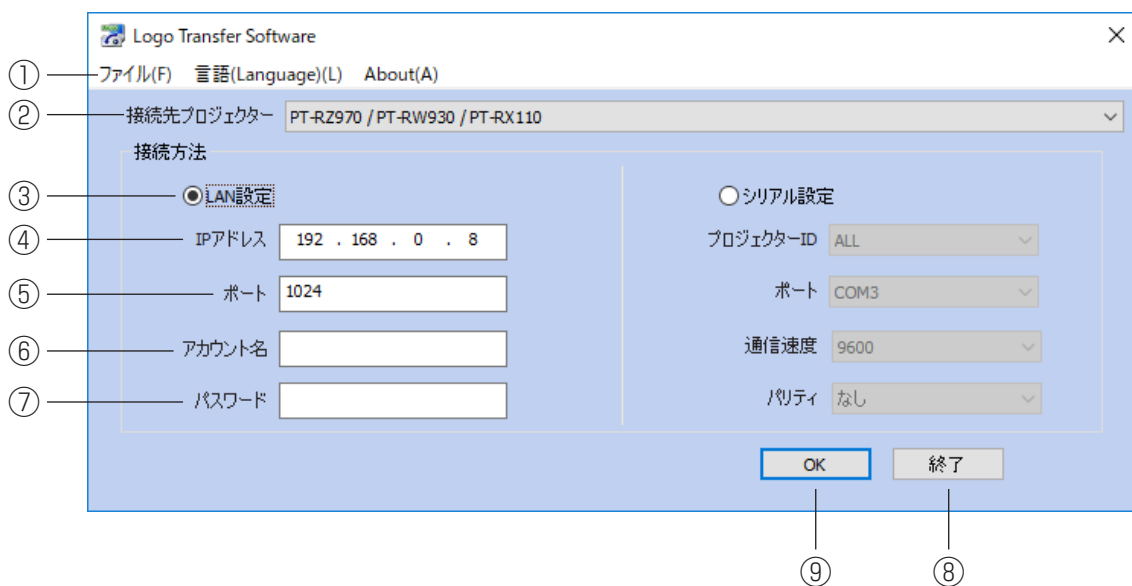 Logo Transfer Software
① ファイル(F) 言語(Language)(L) About(A)
② 接続先プロジェクター PT-RZ970 / PT-RW930 / PT-RX110
接続方法
③ LAN設定 シリアル設定
④ IPアドレス 192 . 168 . 0 . 8 プロジェクターID ALL
⑤ ポート 1024 ポート COM3
⑥ アカウント名 通信速度 9600
⑦ パスワード パリティ なし
OK 終了
⑨ ⑧